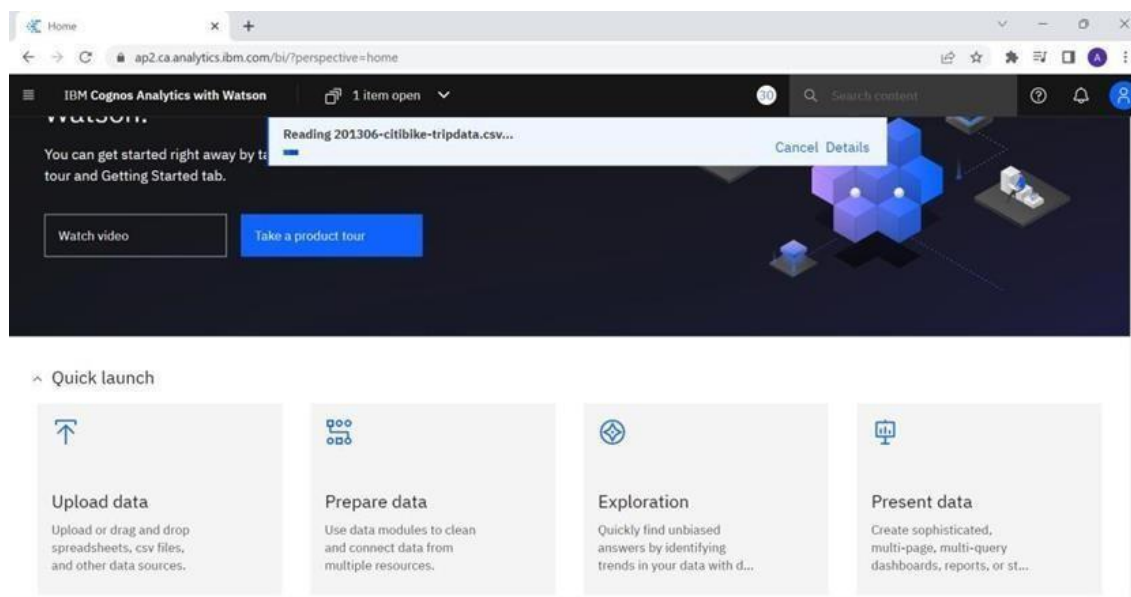 Home
ap2.ca.analytics.ibm.com/bi/?perspective=home
A
IBM Cognos Analytics with Watson
1 item open
30
Search content
Watson.
Reading 201306-citibike-tripdata.csv...
Cancel Details
You can get started right away by ta
tour and Getting Started tab.
Watch video
Take a product tour
Quick launch
Upload data
Upload or drag and drop
spreadsheets, csv files,
and other data sources.
Prepare data
Use data modules to clean
and connect data from
multiple resources.
Exploration
Quickly find unbiased
answers by identifying
trends in your data with d...
Present data
Create sophisticated,
multi-page, multi-query
dashboards, reports, or st...